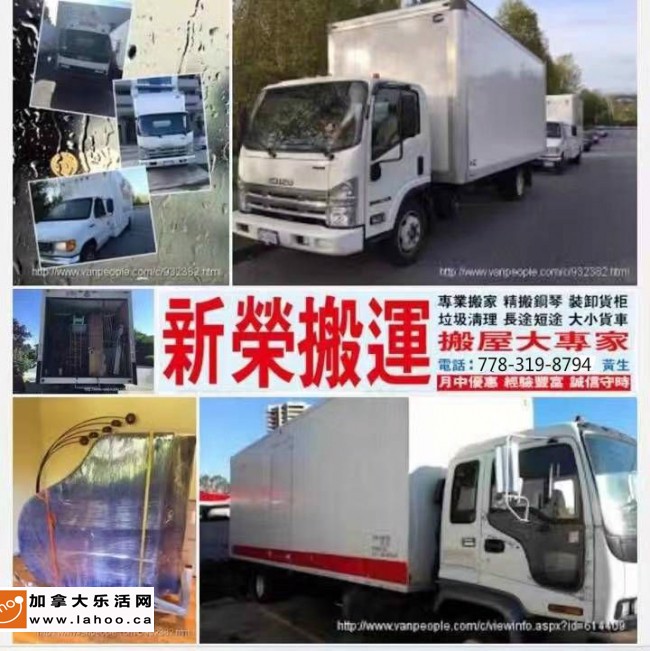 ISUZU
http://www.vanpeople.com/c/932382.html
http://www.vanpeople.com/c/932382.html
新榮搬運
專業搬家 精搬鋼琴 裝卸貨柜
垃圾清理 長途短途 大小貨車
搬屋大專家
電話:778-319-8794 黃生
月中優惠 經驗豐富 誠信守時
加拿大乐活网
www.lahoo.ca
http://www.vanpeople.com/c/viewinfo.aspx?id=614409